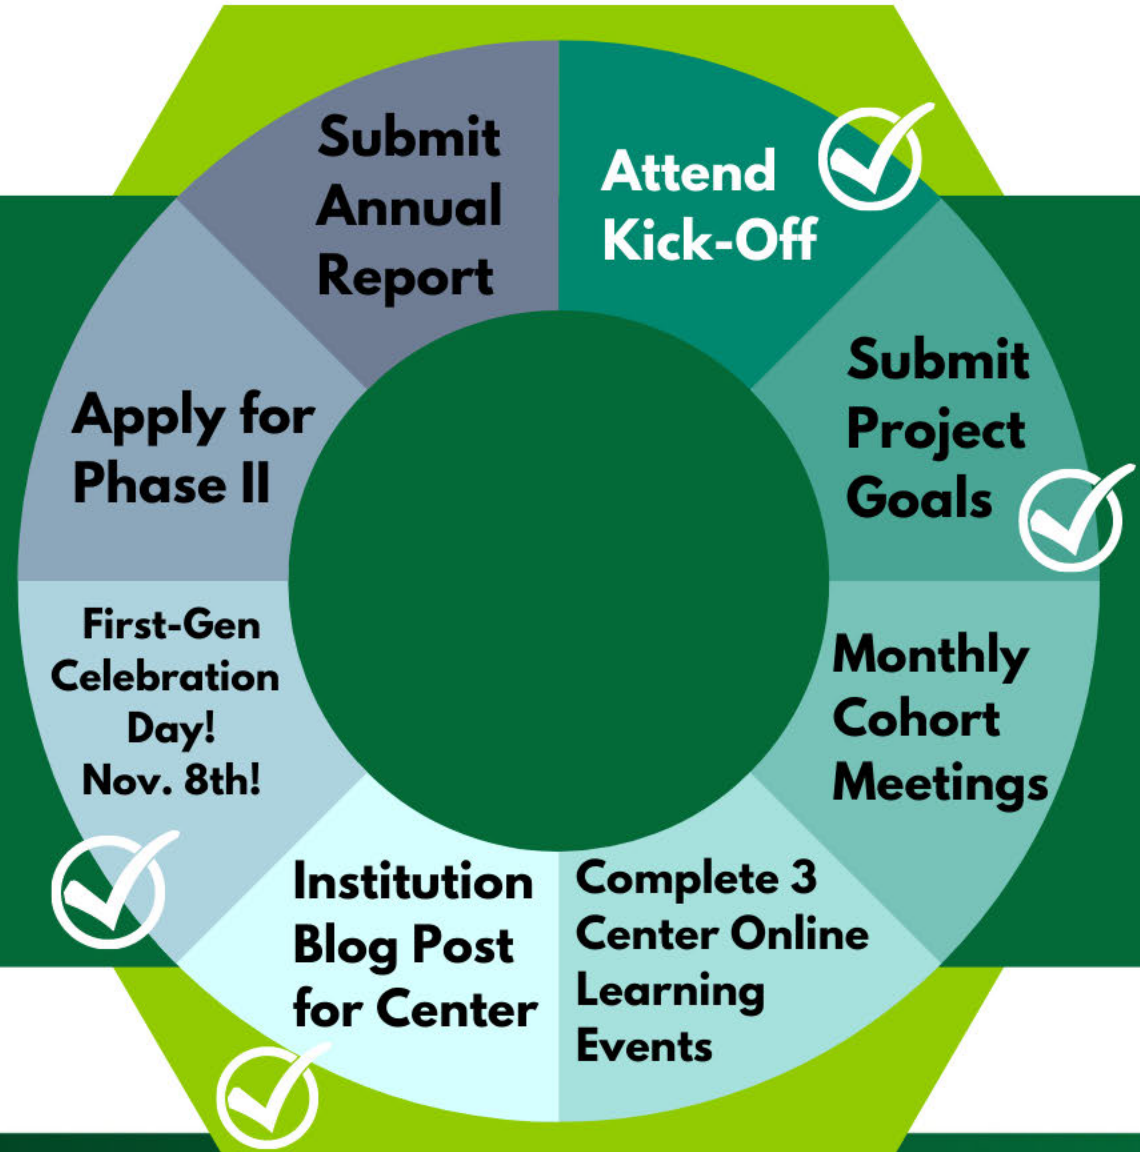 Attend
Kick-Off
Submit
Project
Goals
Monthly
Cohort
Meetings
Complete 3
Center Online
Learning
Events
Institution
Blog Post
for Center
First-Gen
Celebration
Day!
Nov. 8th!
Apply for
Phase II
Submit
Annual
Report